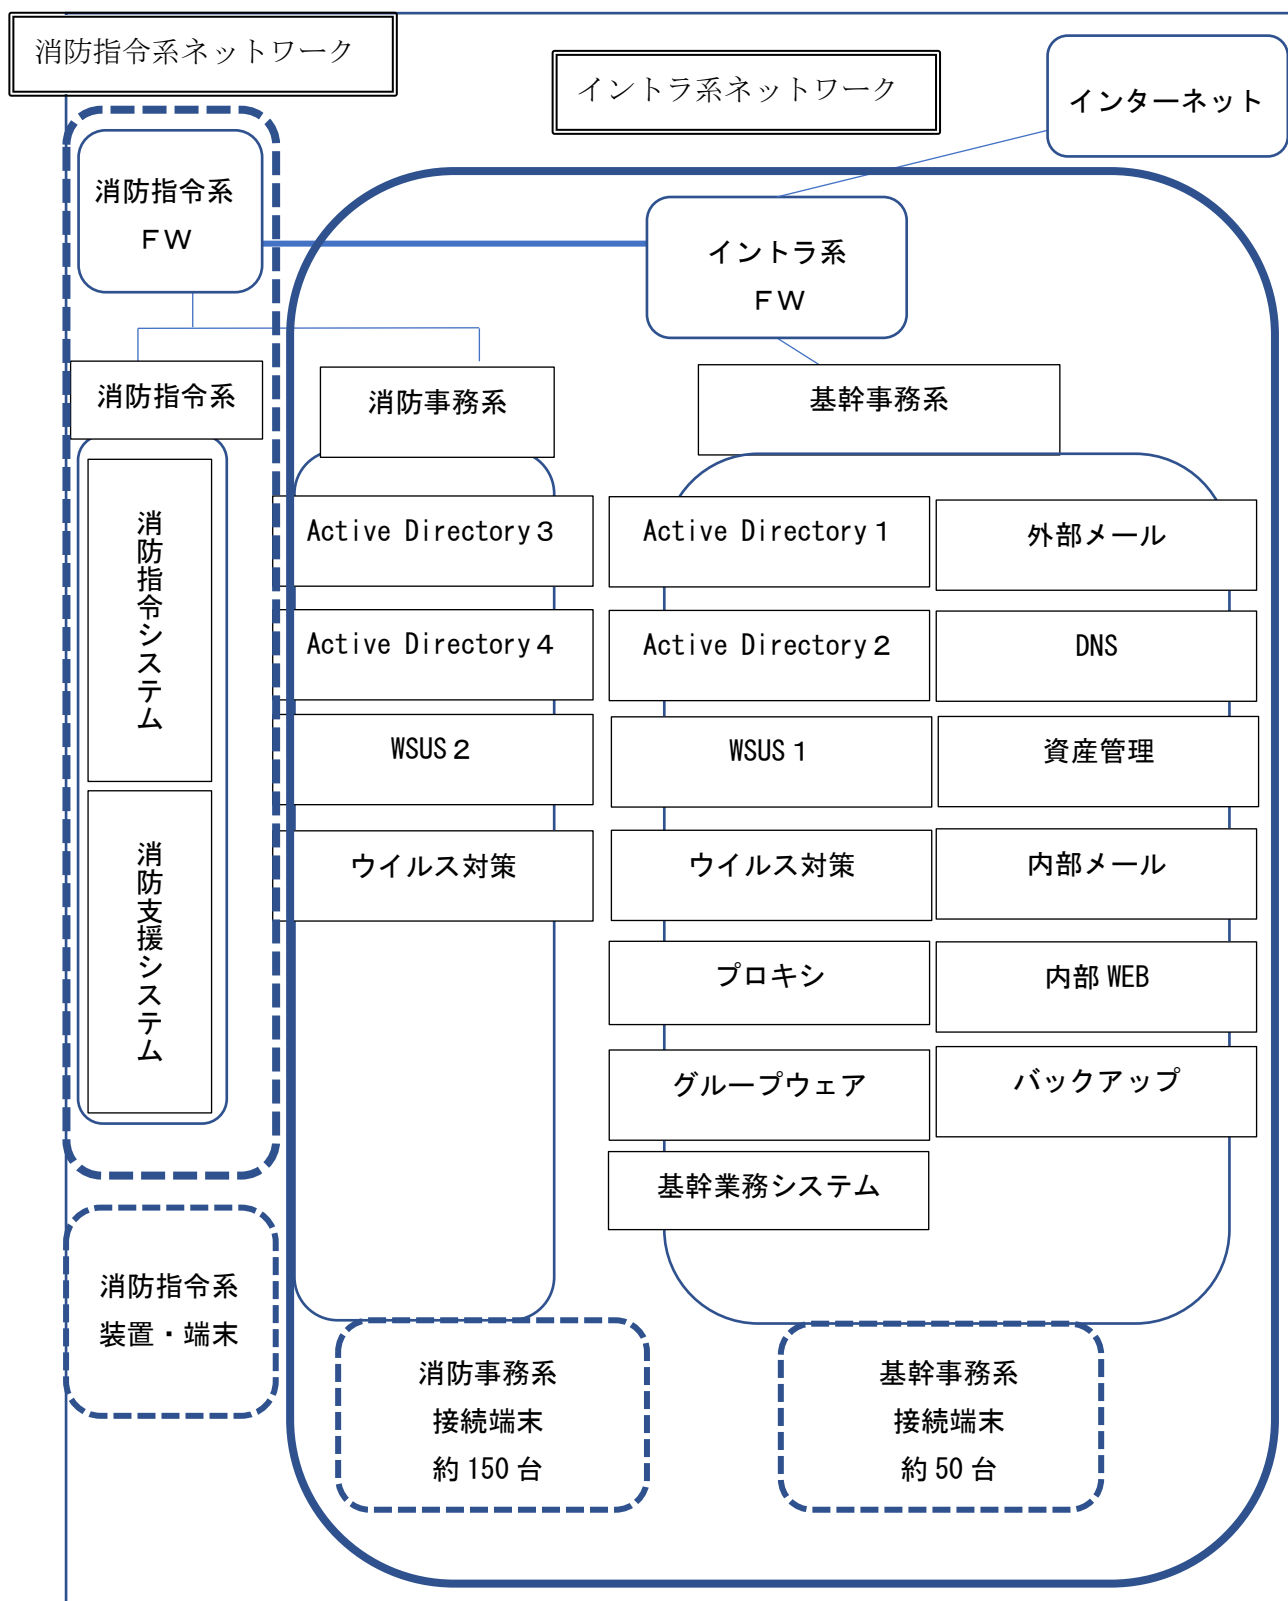 消防指令系ネットワーク
イントラ系ネットワーク
インターネット
消防指令系
ＦＷ
イントラ系
ＦＷ
消防指令系
消防指令システム
消防支援システム
消防事務系
Active Directory３
Active Directory４
WSUS２
ウイルス対策
基幹事務系
Active Directory１
外部メール
Active Directory２
DNS
WSUS１
資産管理
ウイルス対策
内部メール
プロキシ
内部 WEB
グループウェア
バックアップ
基幹業務システム
消防指令系
装置・端末
消防事務系
接続端末
約 150 台
基幹事務系
接続端末
約 50 台